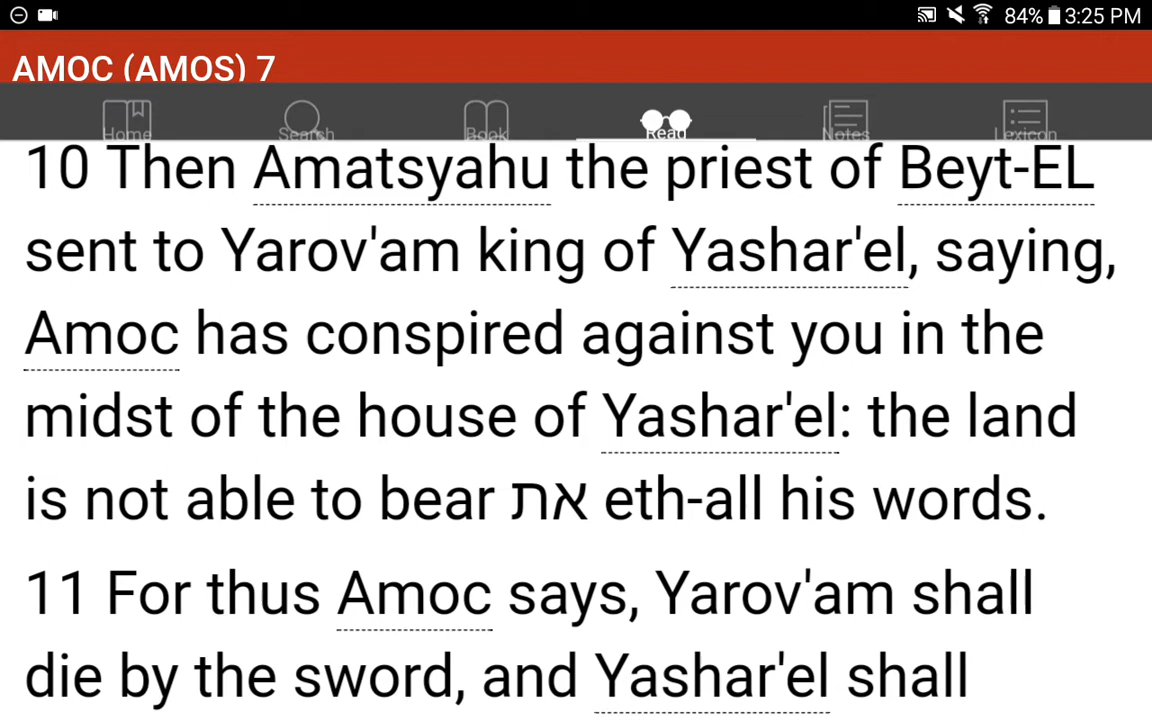 84% 3:25 PM
AMOC (AMOS) 7
Home Search Book Read Notes Lexicon
10 Then Amatsyahu the priest of Beyt-EL
sent to Yarov'am king of Yashar'el, saying,
Amoc has conspired against you in the
midst of the house of Yashar'el: the land
is not able to bear את eth-all his words.
11 For thus Amoc says, Yarov'am shall
die by the sword, and Yashar'el shall